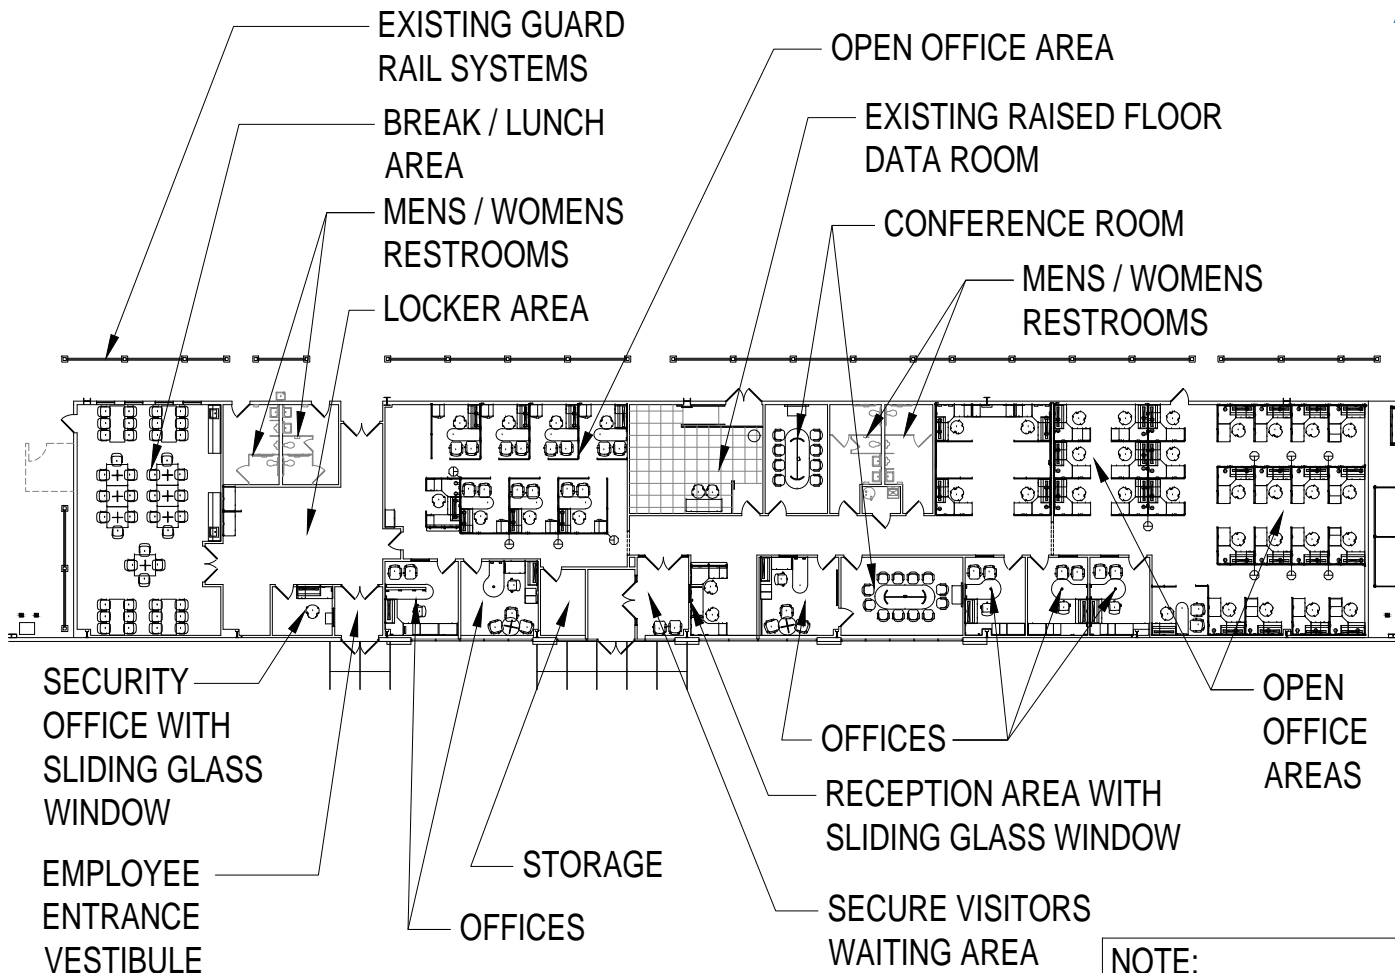 EXISTING GUARD
RAIL SYSTEMS
BREAK / LUNCH
AREA
MENS / WOMENS
RESTROOMS
LOCKER AREA
OPEN OFFICE AREA
EXISTING RAISED FLOOR
DATA ROOM
CONFERENCE ROOM
MENS / WOMENS
RESTROOMS
SECURITY
OFFICE WITH
SLIDING GLASS
WINDOW
EMPLOYEE
ENTRANCE
VESTIBULE
STORAGE
OFFICES
OFFICES
RECEPTION AREA WITH
SLIDING GLASS WINDOW
SECURE VISITORS
WAITING AREA
OPEN
OFFICE
AREAS
NOTE: